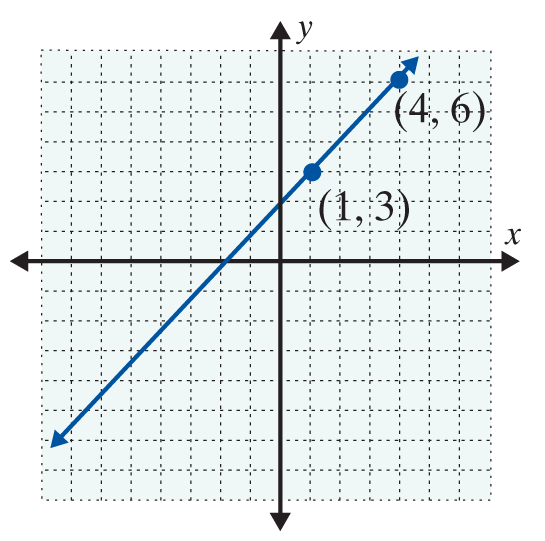 y
(4, 6)
(1, 3)
x